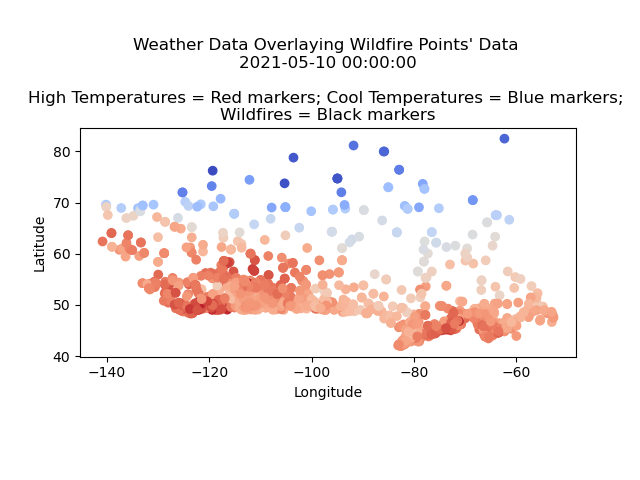 Weather Data Overlaying Wildfire Points' Data
2021-05-10 00:00:00
High Temperatures = Red markers; Cool Temperatures = Blue markers;
Wildfires = Black markers
80
70
60
50
40
Latitude
−140 −120 −100 −80 −60
Longitude